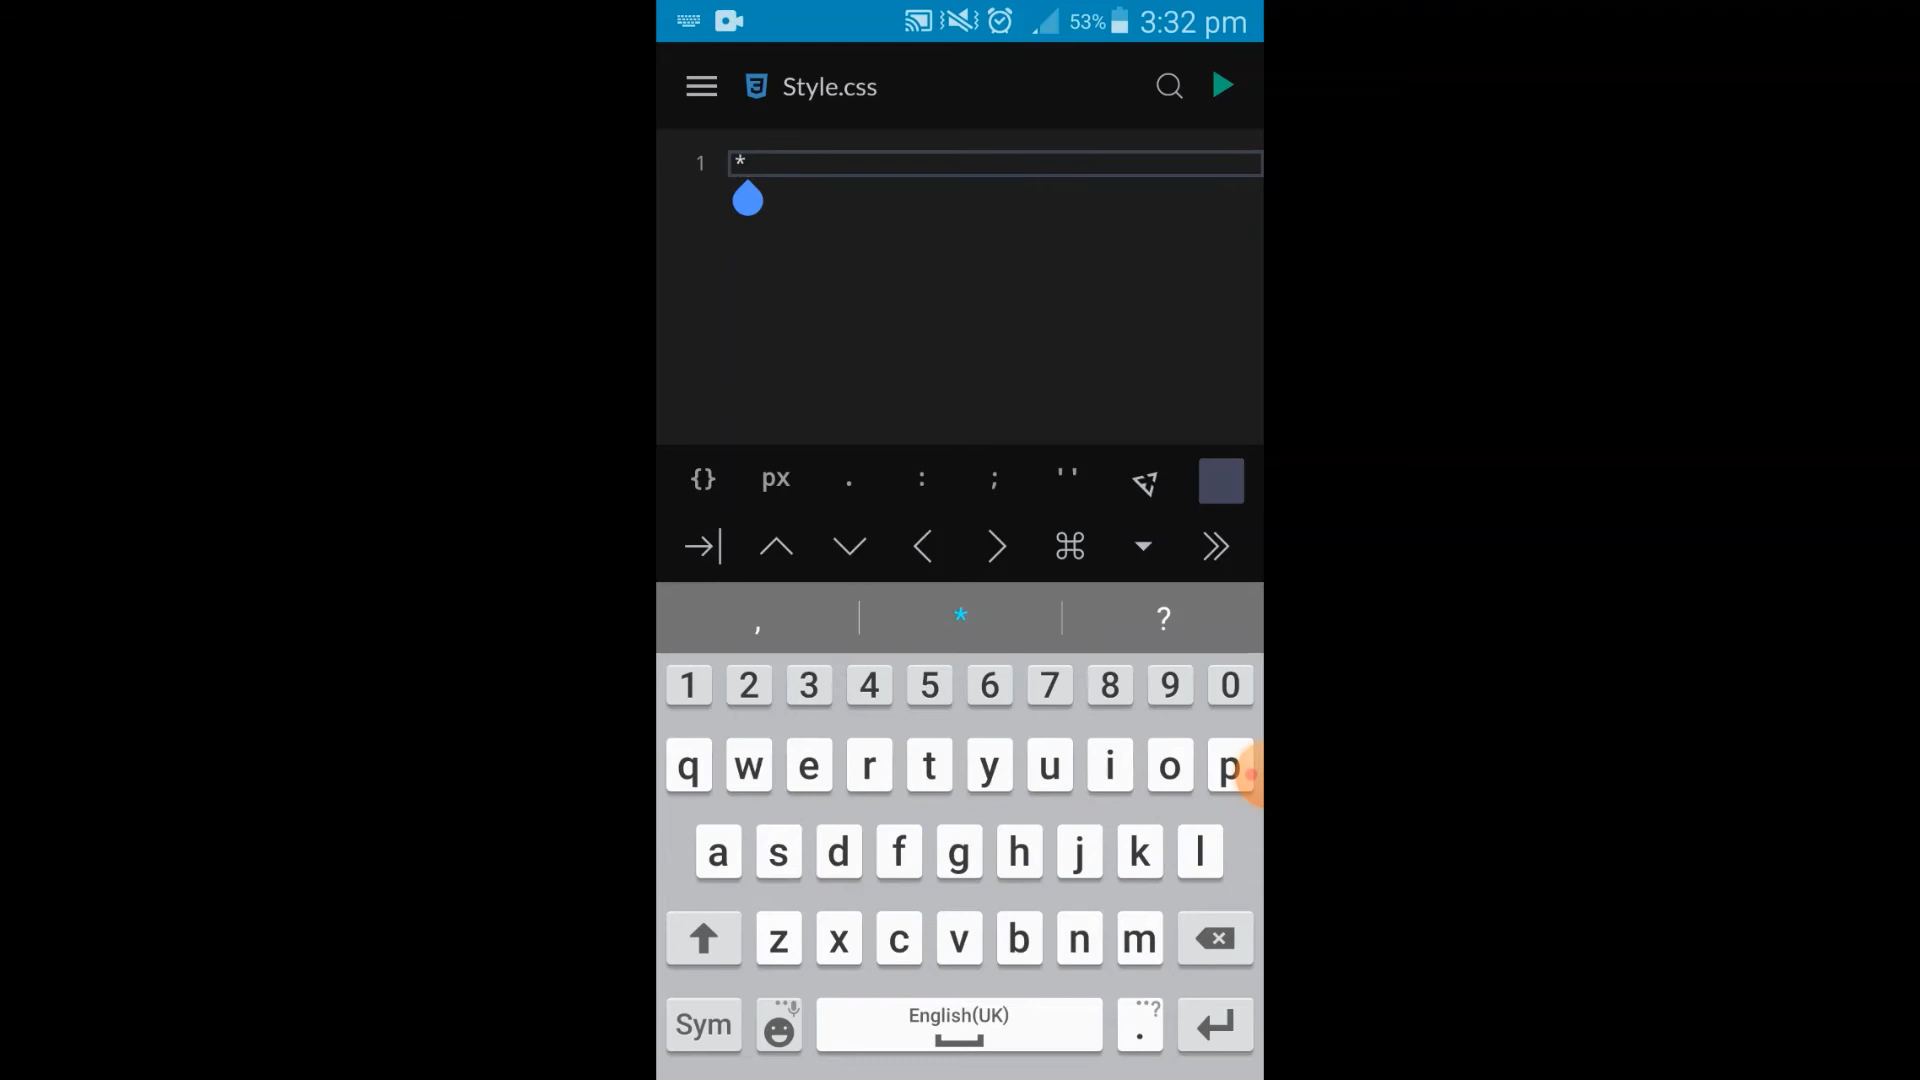 53% 3:32 pm
Style.css
1 *
{} px . : ; ''
, * ?
1 2 3 4 5 6 7 8 9 0
q w e r t y u i o p
a s d f g h j k l
z x c v b n m
Sym English(UK) . ?